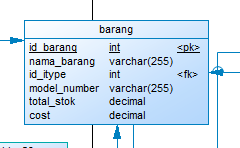 barang
id_barang int <pk>
nama_barang varchar(255)
id_itype int <fk>
model_number varchar(255)
total_stok decimal
cost decimal